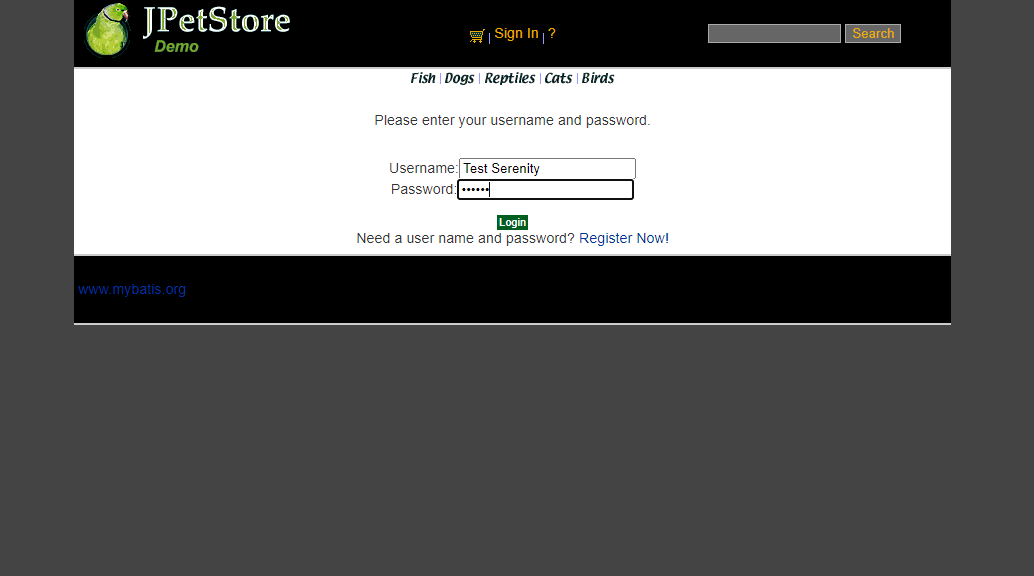 JPetStore
Demo
| Sign In | ?
Search
Fish | Dogs | Reptiles | Cats | Birds
Please enter your username and password.
Username: Test Serenity
Password: ••••••
Login
Need a user name and password? Register Now!
www.mybatis.org